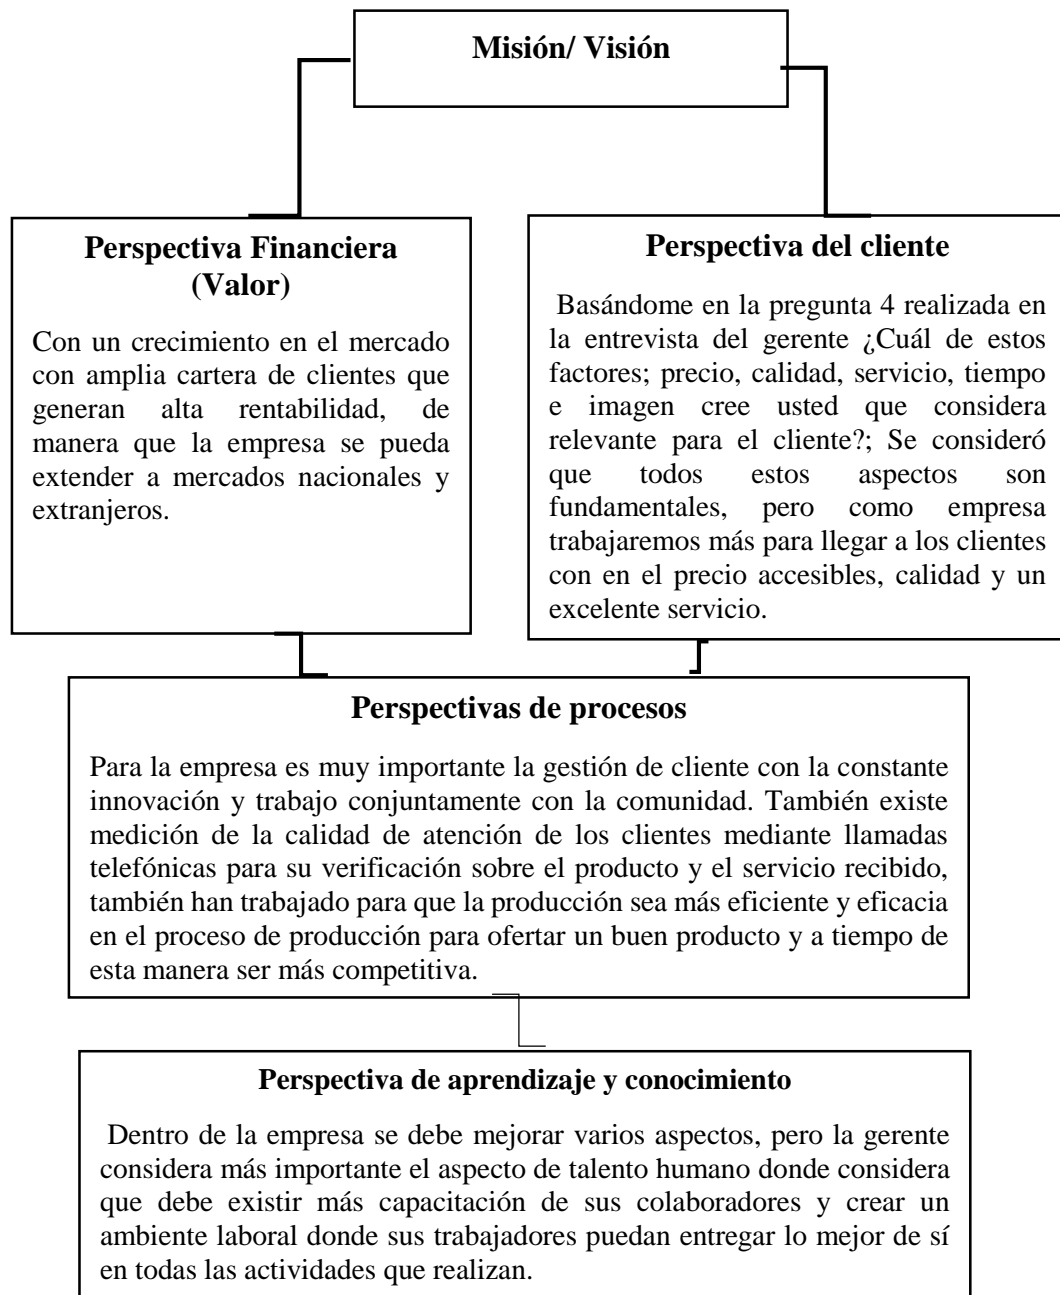 Misión/ Visión
Perspectiva Financiera
(Valor)
Con un crecimiento en el mercado
con amplia cartera de clientes que
generan alta rentabilidad, de
manera que la empresa se pueda
extender a mercados nacionales y
extranjeros.
Perspectiva del cliente
Basándome en la pregunta 4 realizada en
la entrevista del gerente ¿Cuál de estos
factores; precio, calidad, servicio, tiempo
e imagen cree usted que considera
relevante para el cliente?; Se consideró
que todos estos aspectos son
fundamentales, pero como empresa
trabajaremos más para llegar a los clientes
con en el precio accesibles, calidad y un
excelente servicio.
Perspectivas de procesos
Para la empresa es muy importante la gestión de cliente con la constante
innovación y trabajo conjuntamente con la comunidad. También existe
medición de la calidad de atención de los clientes mediante llamadas
telefónicas para su verificación sobre el producto y el servicio recibido,
también han trabajado para que la producción sea más eficiente y eficacia
en el proceso de producción para ofertar un buen producto y a tiempo de
esta manera ser más competitiva.
Perspectiva de aprendizaje y conocimiento
Dentro de la empresa se debe mejorar varios aspectos, pero la gerente
considera más importante el aspecto de talento humano donde considera
que debe existir más capacitación de sus colaboradores y crear un
ambiente laboral donde sus trabajadores puedan entregar lo mejor de sí
en todas las actividades que realizan.